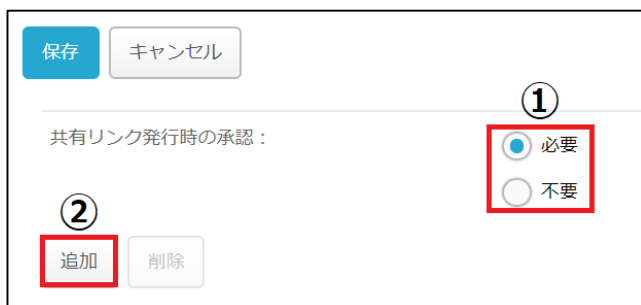 保存 キャンセル
①
共有リンク発行時の承認： 必要
不要
②
追加 削除